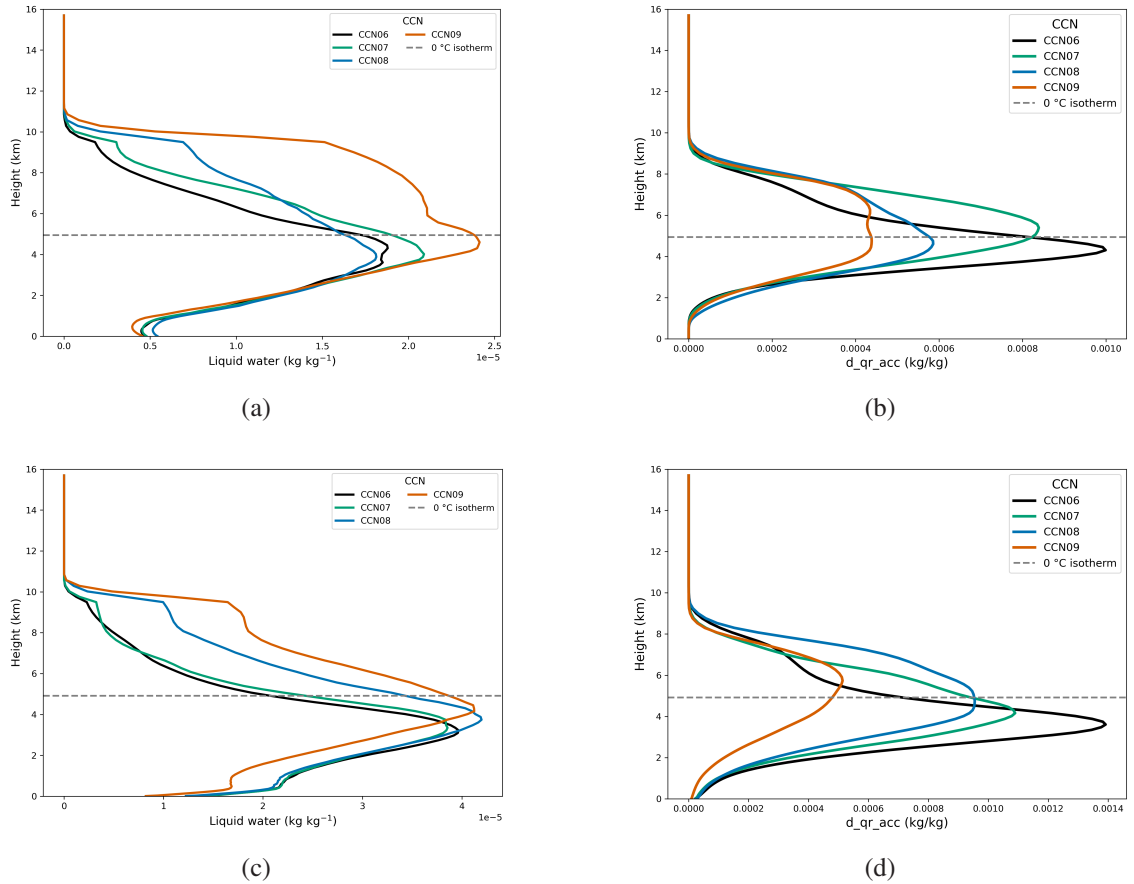 CCN
CCN06
CCN07
CCN08
CCN09
0 °C isotherm
16
14
12
10
8
6
4
2
0
Height (km)
0.0
0.5
1.0
1.5
2.0
2.5
1e−5
Liquid water (kg kg⁻¹)
(a)
CCN
CCN06
CCN07
CCN08
CCN09
0 °C isotherm
16
14
12
10
8
6
4
2
0
Height (km)
0.0000
0.0002
0.0004
0.0006
0.0008
0.0010
d_qr_acc (kg/kg)
(b)
CCN
CCN06
CCN07
CCN08
CCN09
0 °C isotherm
16
14
12
10
8
6
4
2
0
Height (km)
0
1
2
3
4
1e−5
Liquid water (kg kg⁻¹)
(c)
CCN
CCN06
CCN07
CCN08
CCN09
0 °C isotherm
16
14
12
10
8
6
4
2
0
Height (km)
0.0000
0.0002
0.0004
0.0006
0.0008
0.0010
0.0012
0.0014
d_qr_acc (kg/kg)
(d)